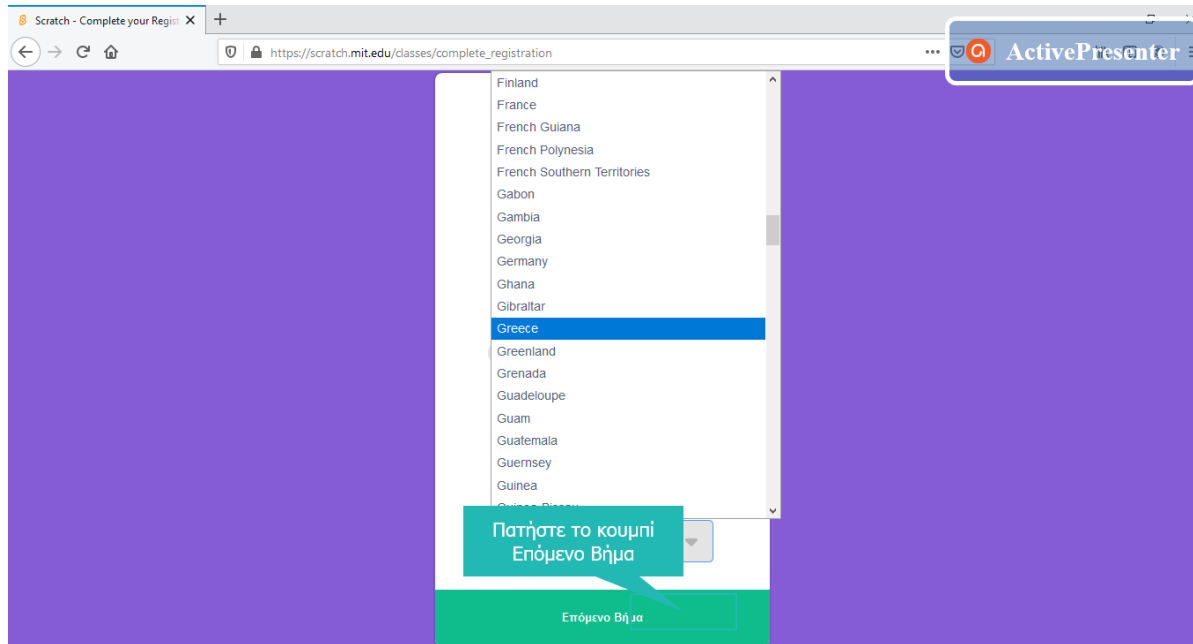 Scratch - Complete your Regist
https://scratch.mit.edu/classes/complete_registration
ActivePresenter
Finland
France
French Guiana
French Polynesia
French Southern Territories
Gabon
Gambia
Georgia
Germany
Ghana
Gibraltar
Greece
Greenland
Grenada
Guadeloupe
Guam
Guatemala
Guernsey
Guinea
Πατήστε το κουμπί
Επόμενο Βήμα
Επόμενο Βήμα